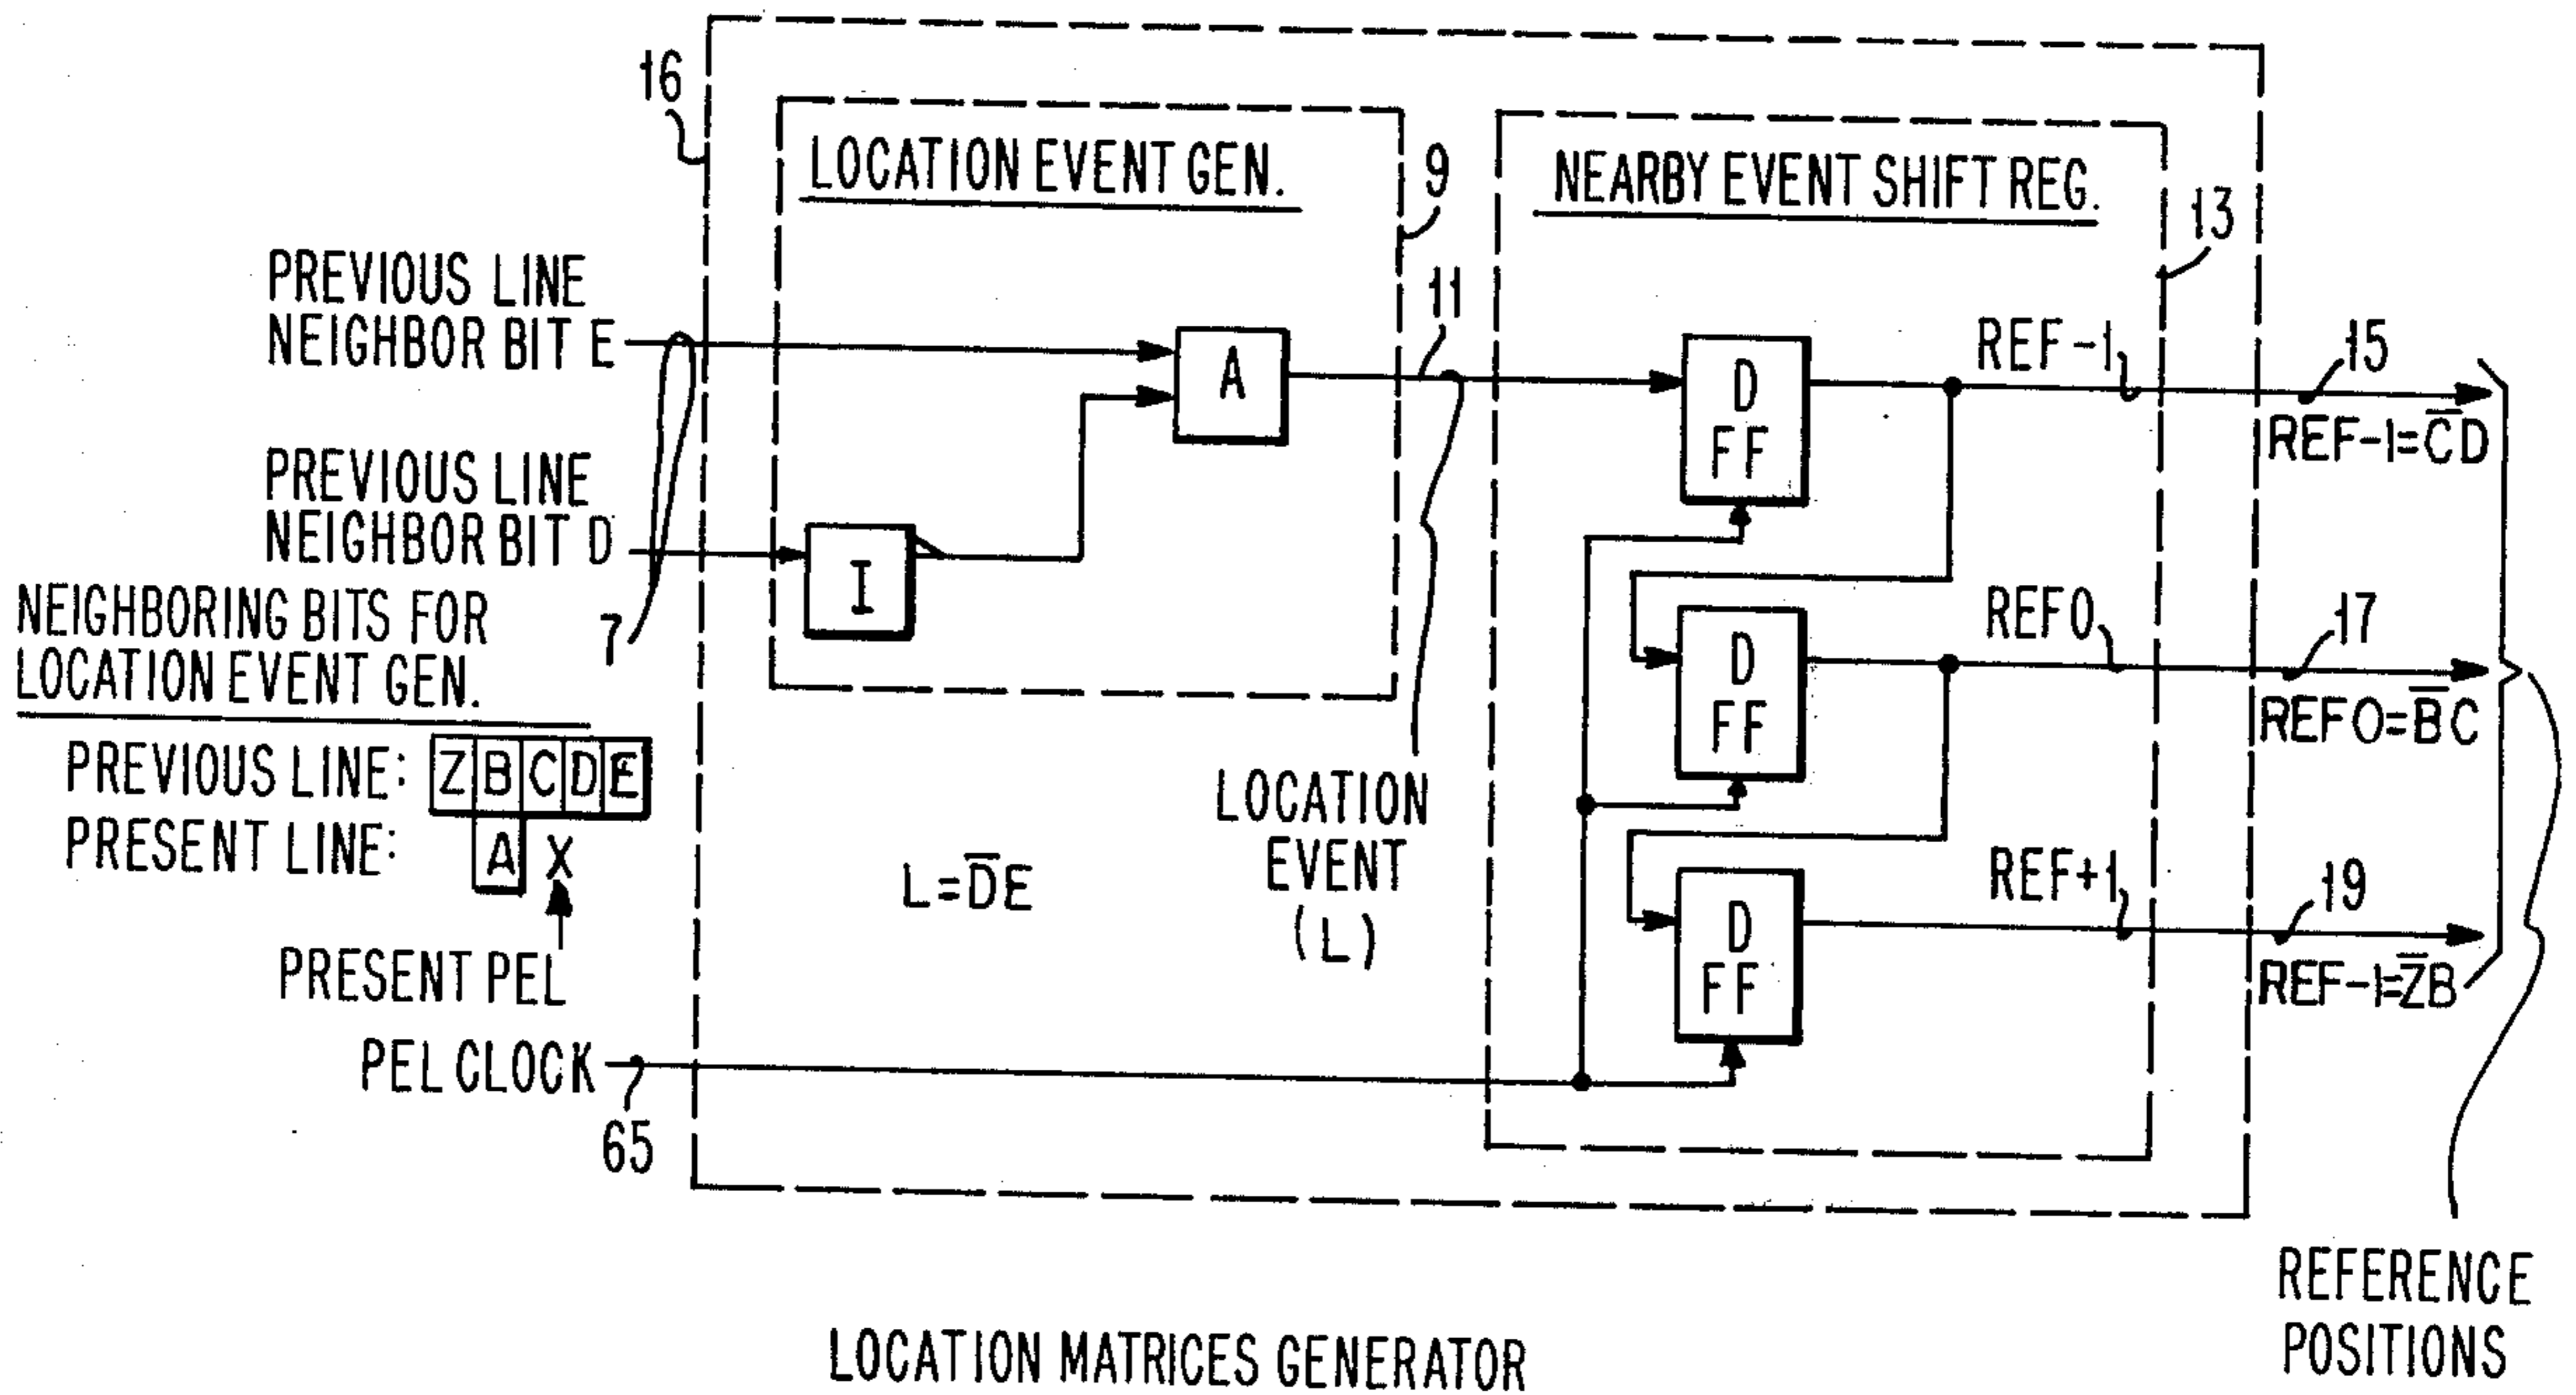 16
LOCATION EVENT GEN.
9
NEARBY EVENT SHIFT REG.
13
PREVIOUS LINE
NEIGHBOR BIT E
A
11
D
FF
REF-1
15
REF-1=C̅D
PREVIOUS LINE
NEIGHBOR BIT D
I
7
NEIGHBORING BITS FOR
LOCATION EVENT GEN.
PREVIOUS LINE: Z B C D E
PRESENT LINE: A X
PRESENT PEL
L=D̅E
LOCATION
EVENT
(L)
D
FF
REF0
17
REF0=B̅C
D
FF
REF+1
19
REF-1=Z̅B
PEL CLOCK
65
REFERENCE
POSITIONS
LOCATION MATRICES GENERATOR